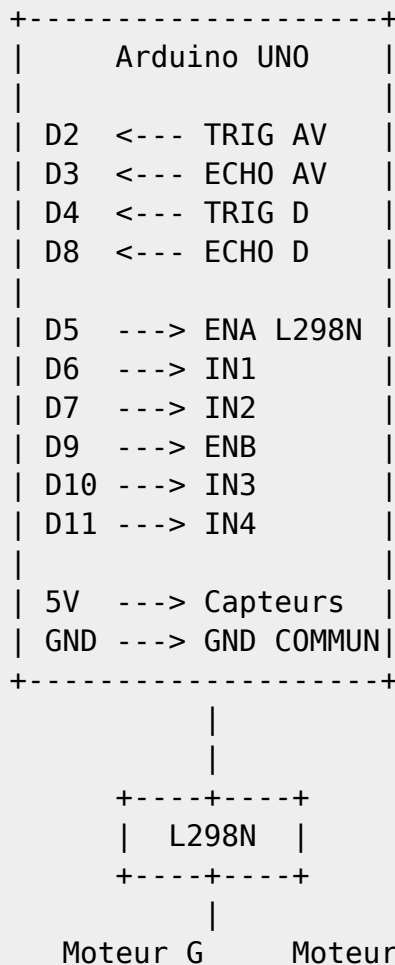 Arduino UNO
D2 <--- TRIG AV
D3 <--- ECHO AV
D4 <--- TRIG D
D8 <--- ECHO D
D5 ---> ENA L298N
D6 ---> IN1
D7 ---> IN2
D9 ---> ENB
D10 ---> IN3
D11 ---> IN4
5V ---> Capteurs
GND ---> GND COMMUN
L298N
Moteur G Moteur